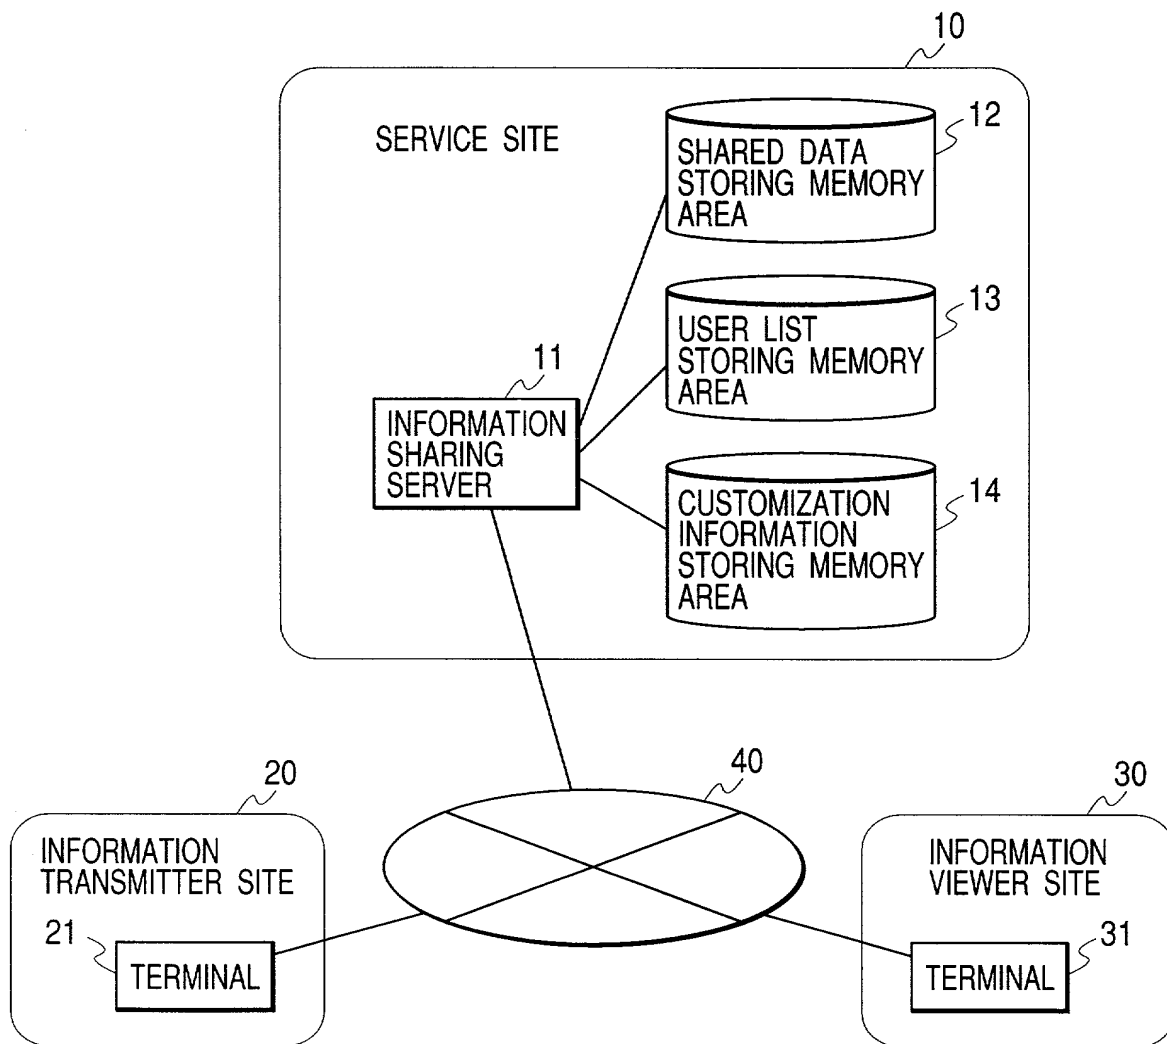 10
SERVICE SITE
12
SHARED DATA
STORING MEMORY
AREA
13
USER LIST
STORING MEMORY
AREA
11
INFORMATION
SHARING
SERVER
14
CUSTOMIZATION
INFORMATION
STORING MEMORY
AREA
40
20
INFORMATION
TRANSMITTER SITE
21
TERMINAL
30
INFORMATION
VIEWER SITE
31
TERMINAL